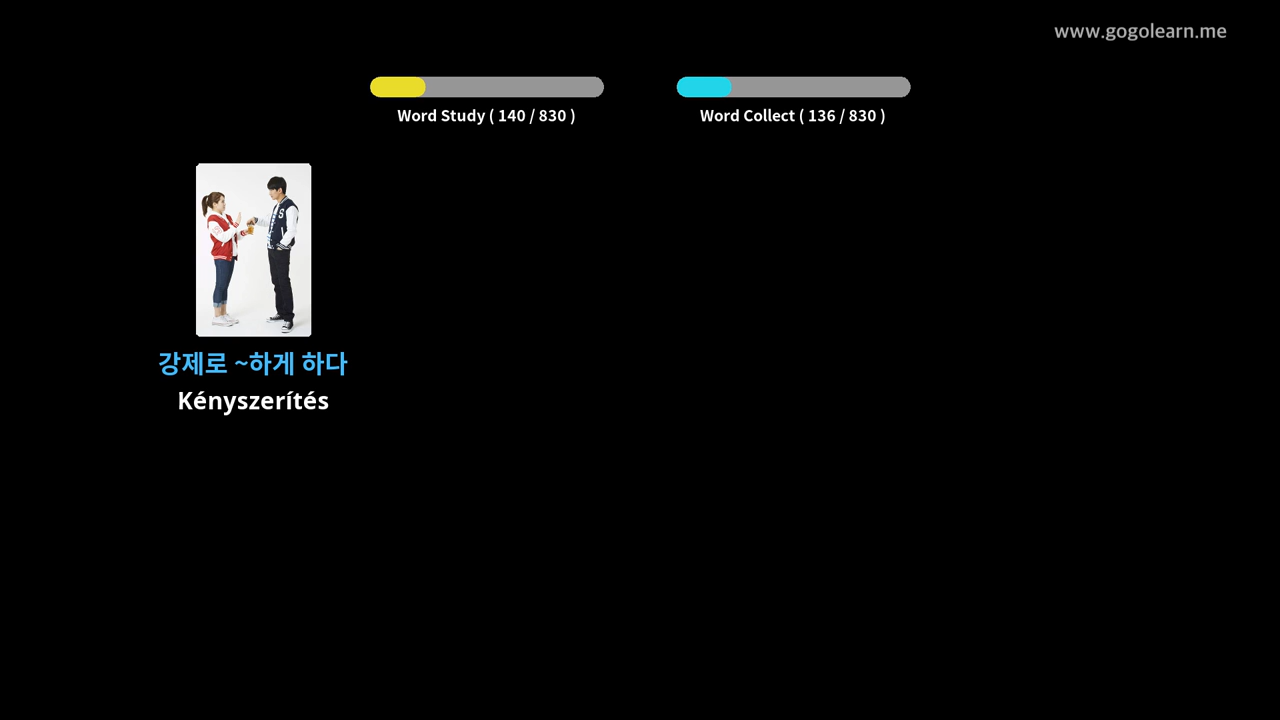 www.gogolearn.me
Word Study ( 140 / 830 )
Word Collect ( 136 / 830 )
강제로 ~하게 하다
Kényszerítés